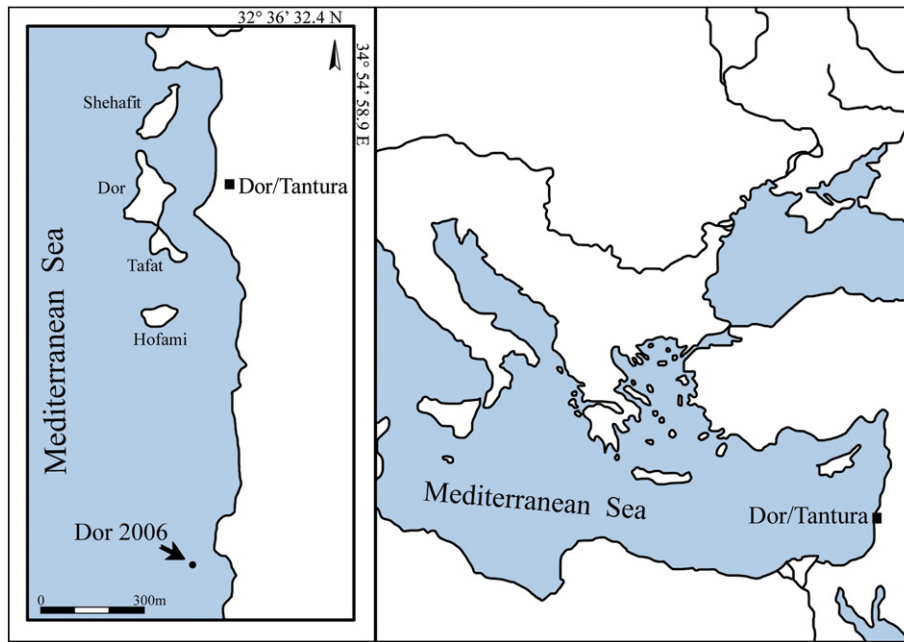 32° 36’ 32.4 N
34° 54’ 58.9 E
Shehafit
Dor
Dor/Tantura
Tafat
Hofami
Mediterranean Sea
Dor 2006
0 300m
Mediterranean Sea
Dor/Tantura